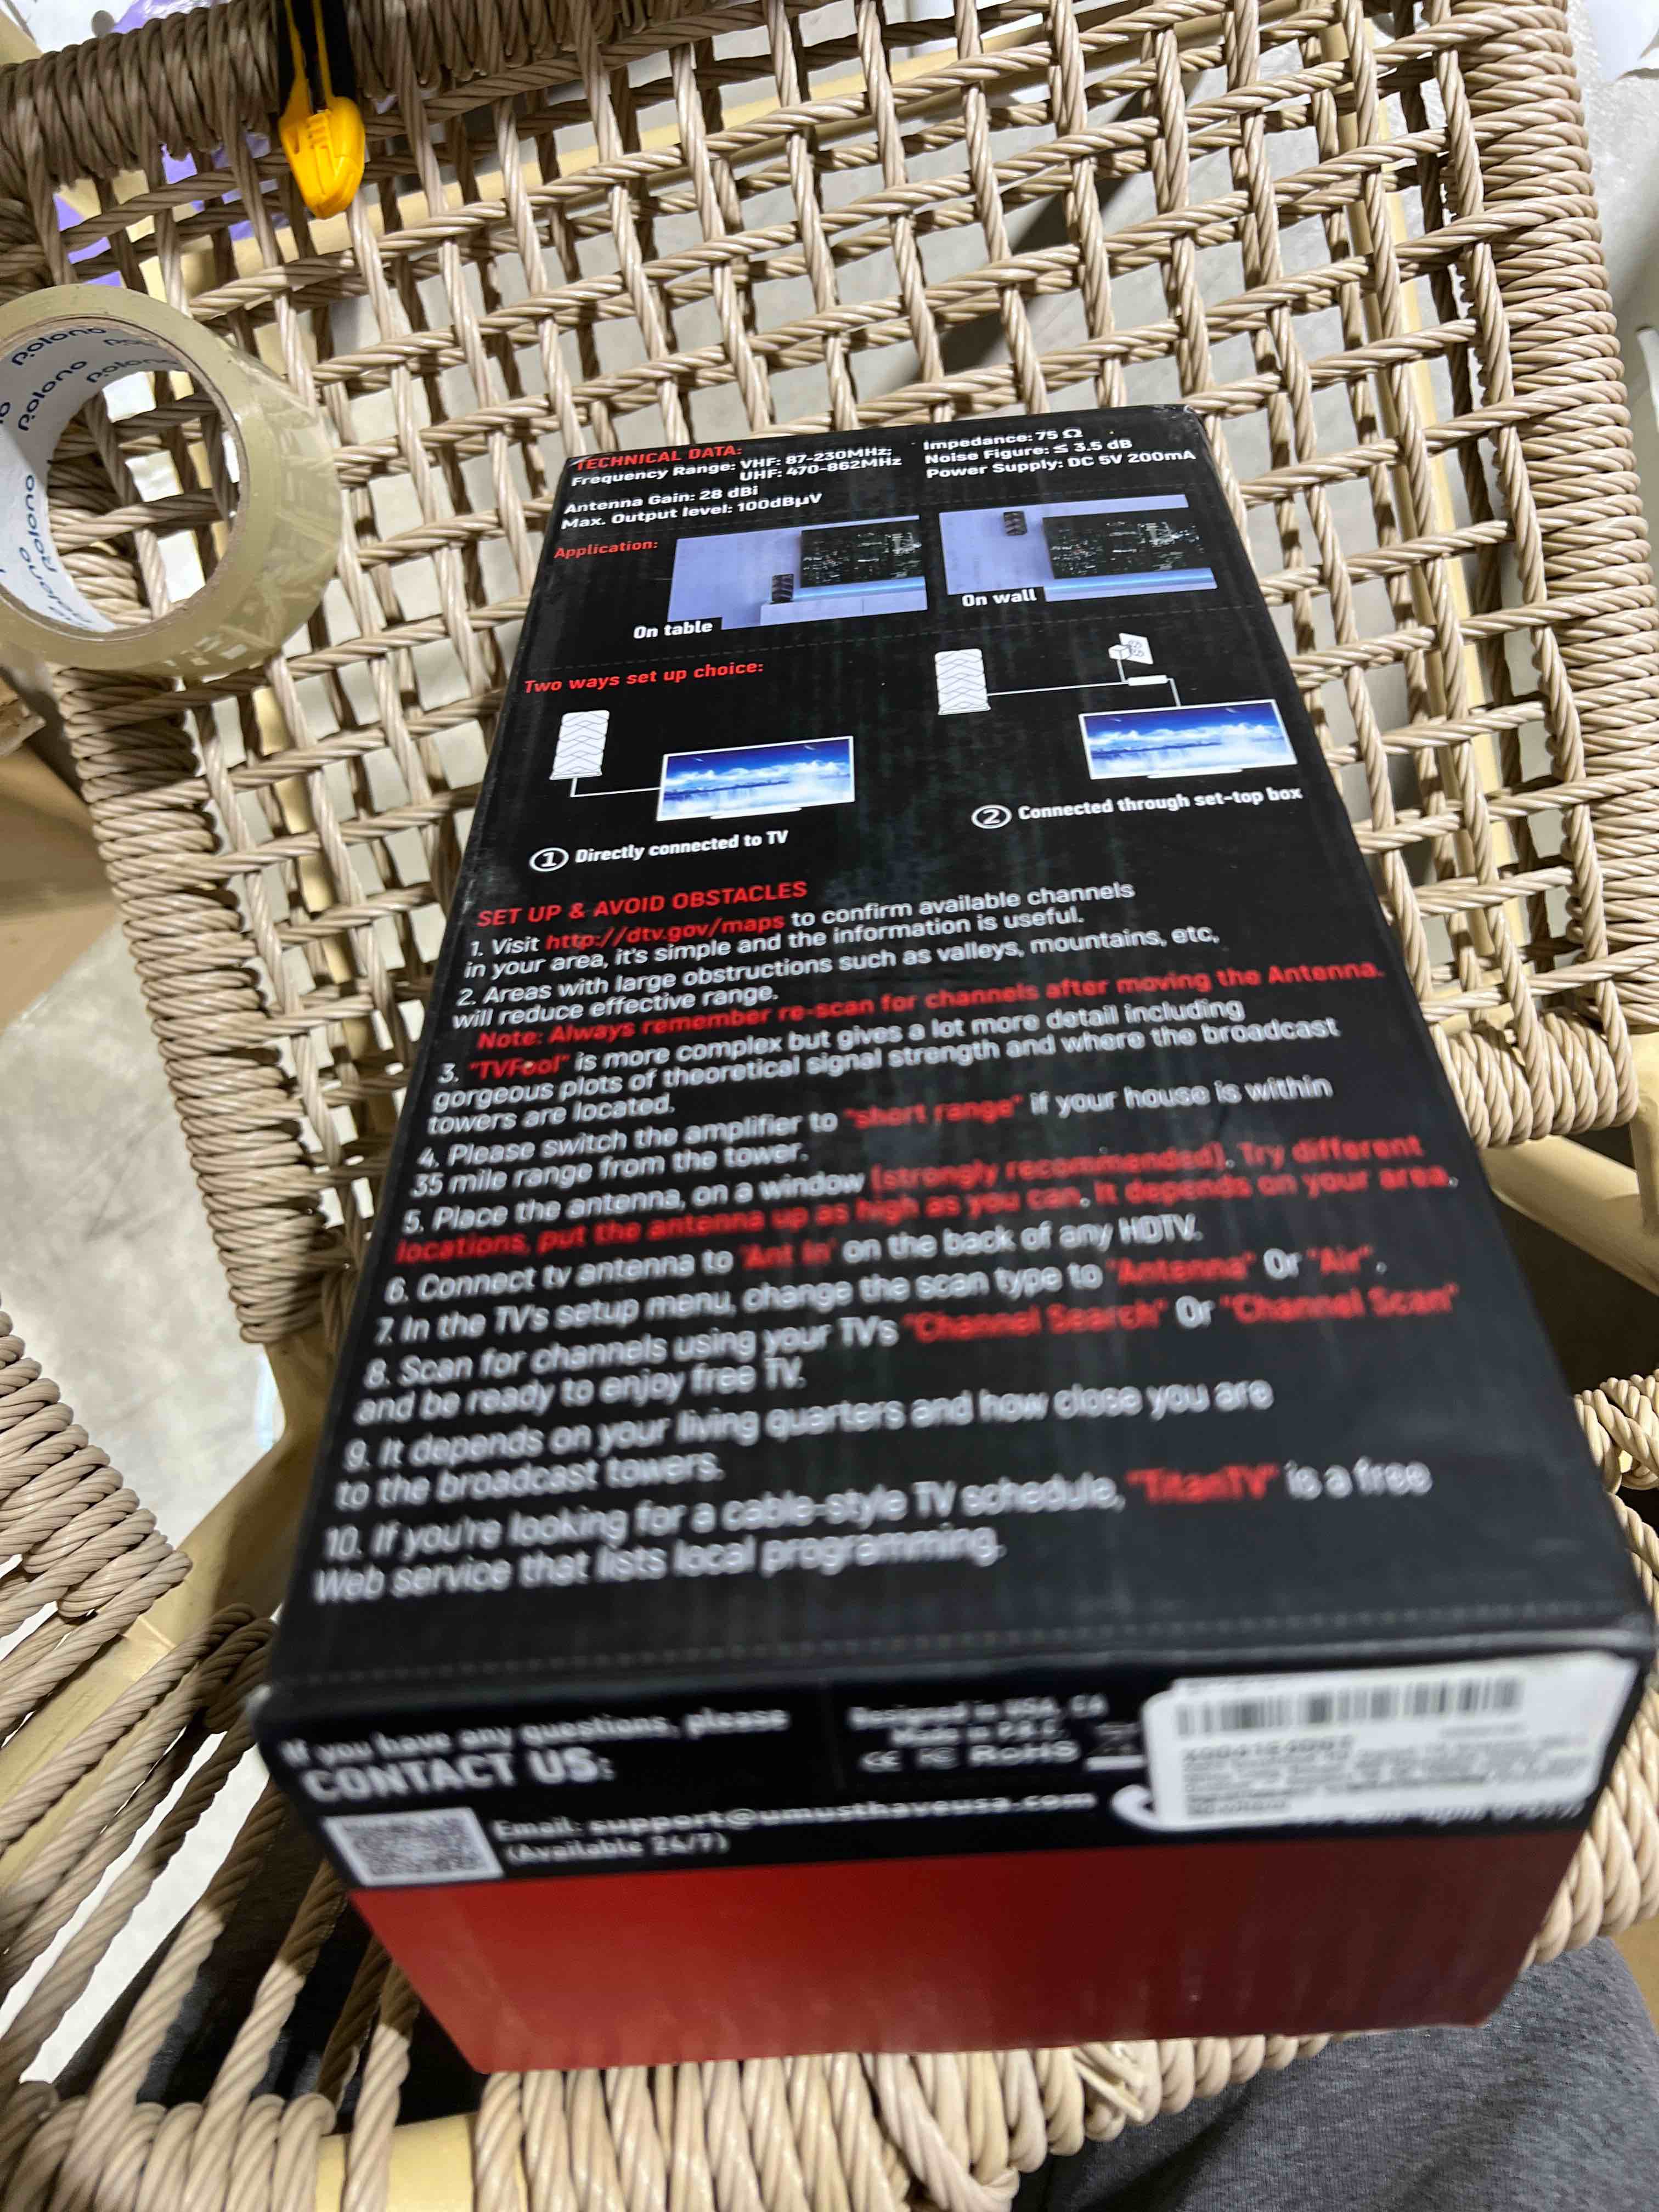 polono
polono
polono
polono
TECHNICAL DATA:
Frequency Range: VHF: 87-230MHz;
UHF: 470-862MHz
Antenna Gain: 28 dBi
Max. Output level: 100dBμV
Impedance: 75 Ω
Noise Figure: ≤ 3.5 dB
Power Supply: DC 5V 200mA
Application:
On table
On wall
Two ways set up choice:
1 Directly connected to TV
2 Connected through set-top box
SET UP & AVOID OBSTACLES
1. Visit http://dtv.gov/maps to confirm available channels
in your area, it's simple and the information is useful.
2. Areas with large obstructions such as valleys, mountains, etc,
will reduce effective range.
Note: Always remember re-scan for channels after moving the Antenna.
3. "TVFool" is more complex but gives a lot more detail including
gorgeous plots of theoretical signal strength and where the broadcast
towers are located.
4. Please switch the amplifier to "short range" if your house is within
35 mile range from the tower.
5. Place the antenna, on a window (strongly recommended). Try different
locations, put the antenna up as high as you can. It depends on your area.
6. Connect tv antenna to 'Ant In' on the back of any HDTV.
7. In the TV's setup menu, change the scan type to "Antenna" Or "Air".
8. Scan for channels using your TV's "Channel Search" Or "Channel Scan"
and be ready to enjoy free TV.
9. It depends on your living quarters and how close you are
to the broadcast towers.
10. If you're looking for a cable-style TV schedule, "TitanTV" is a free
Web service that lists local programming.
If you have any questions, please
CONTACT US:
Email: support@umusthaveusa.com
(Available 24/7)
Designed in USA, CA
Made in P.R.C.
CE FC RoHS